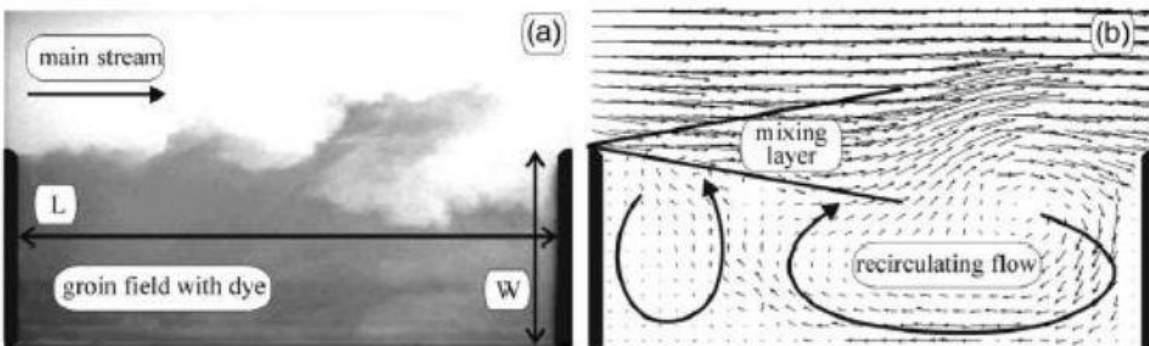 main stream
(a)
L
groin field with dye
W
(b)
mixing
layer
recirculating flow